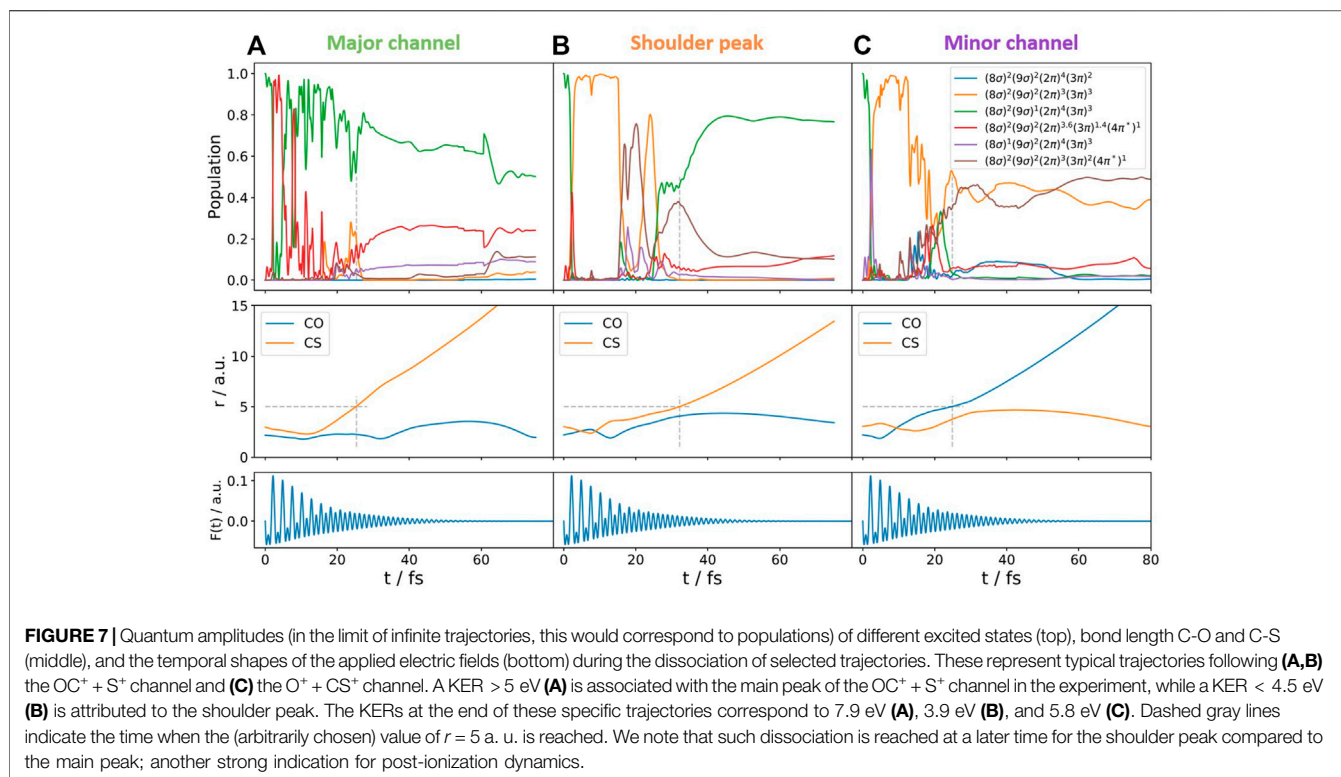 A Major channel
B Shoulder peak
C Minor channel
1.0
0.8
0.6
0.4
0.2
0.0
Population
(8σ)²(9σ)²(2π)⁴(3π)²
(8σ)²(9σ)²(2π)³(3π)³
(8σ)²(9σ)¹(2π)⁴(3π)³
(8σ)²(9σ)²(2π)³·⁶(3π)¹·⁴(4π*)¹
(8σ)¹(9σ)²(2π)⁴(3π)³
(8σ)²(9σ)²(2π)³(3π)²(4π*)¹
15
10
5
0
r / a.u.
CO
CS
CO
CS
CO
CS
0.1
0.0
F(t) / a.u.
0 20 40 60
0 20 40 60
0 20 40 60 80
t / fs
t / fs
t / fs
FIGURE 7 | Quantum amplitudes (in the limit of infinite trajectories, this would correspond to populations) of different excited states (top), bond length C-O and C-S
(middle), and the temporal shapes of the applied electric fields (bottom) during the dissociation of selected trajectories. These represent typical trajectories following (A,B)
the OC⁺ + S⁺ channel and (C) the O⁺ + CS⁺ channel. A KER > 5 eV (A) is associated with the main peak of the OC⁺ + S⁺ channel in the experiment, while a KER < 4.5 eV
(B) is attributed to the shoulder peak. The KERs at the end of these specific trajectories correspond to 7.9 eV (A), 3.9 eV (B), and 5.8 eV (C). Dashed gray lines
indicate the time when the (arbitrarily chosen) value of r = 5 a. u. is reached. We note that such dissociation is reached at a later time for the shoulder peak compared to
the main peak; another strong indication for post-ionization dynamics.